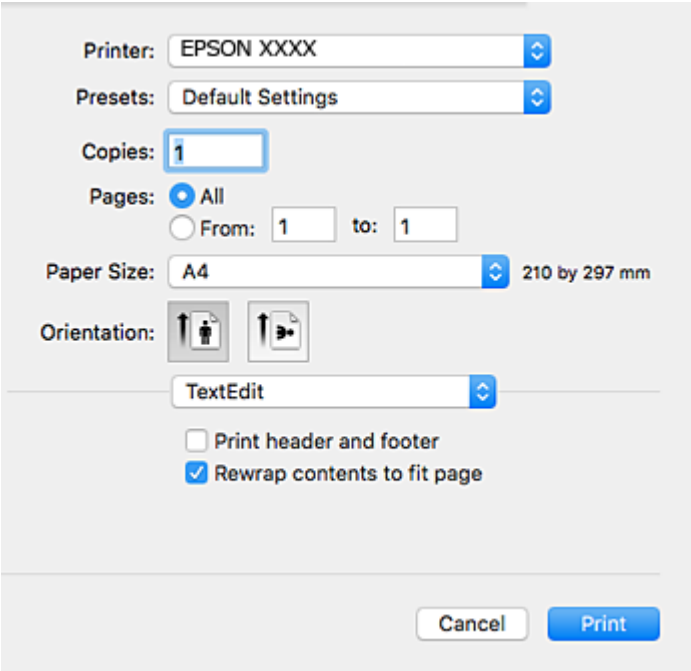 Printer: EPSON XXXX
Presets: Default Settings
Copies: 1
Pages: All
From: 1 to: 1
Paper Size: A4 210 by 297 mm
Orientation:
TextEdit
Print header and footer
Rewrap contents to fit page
Cancel Print